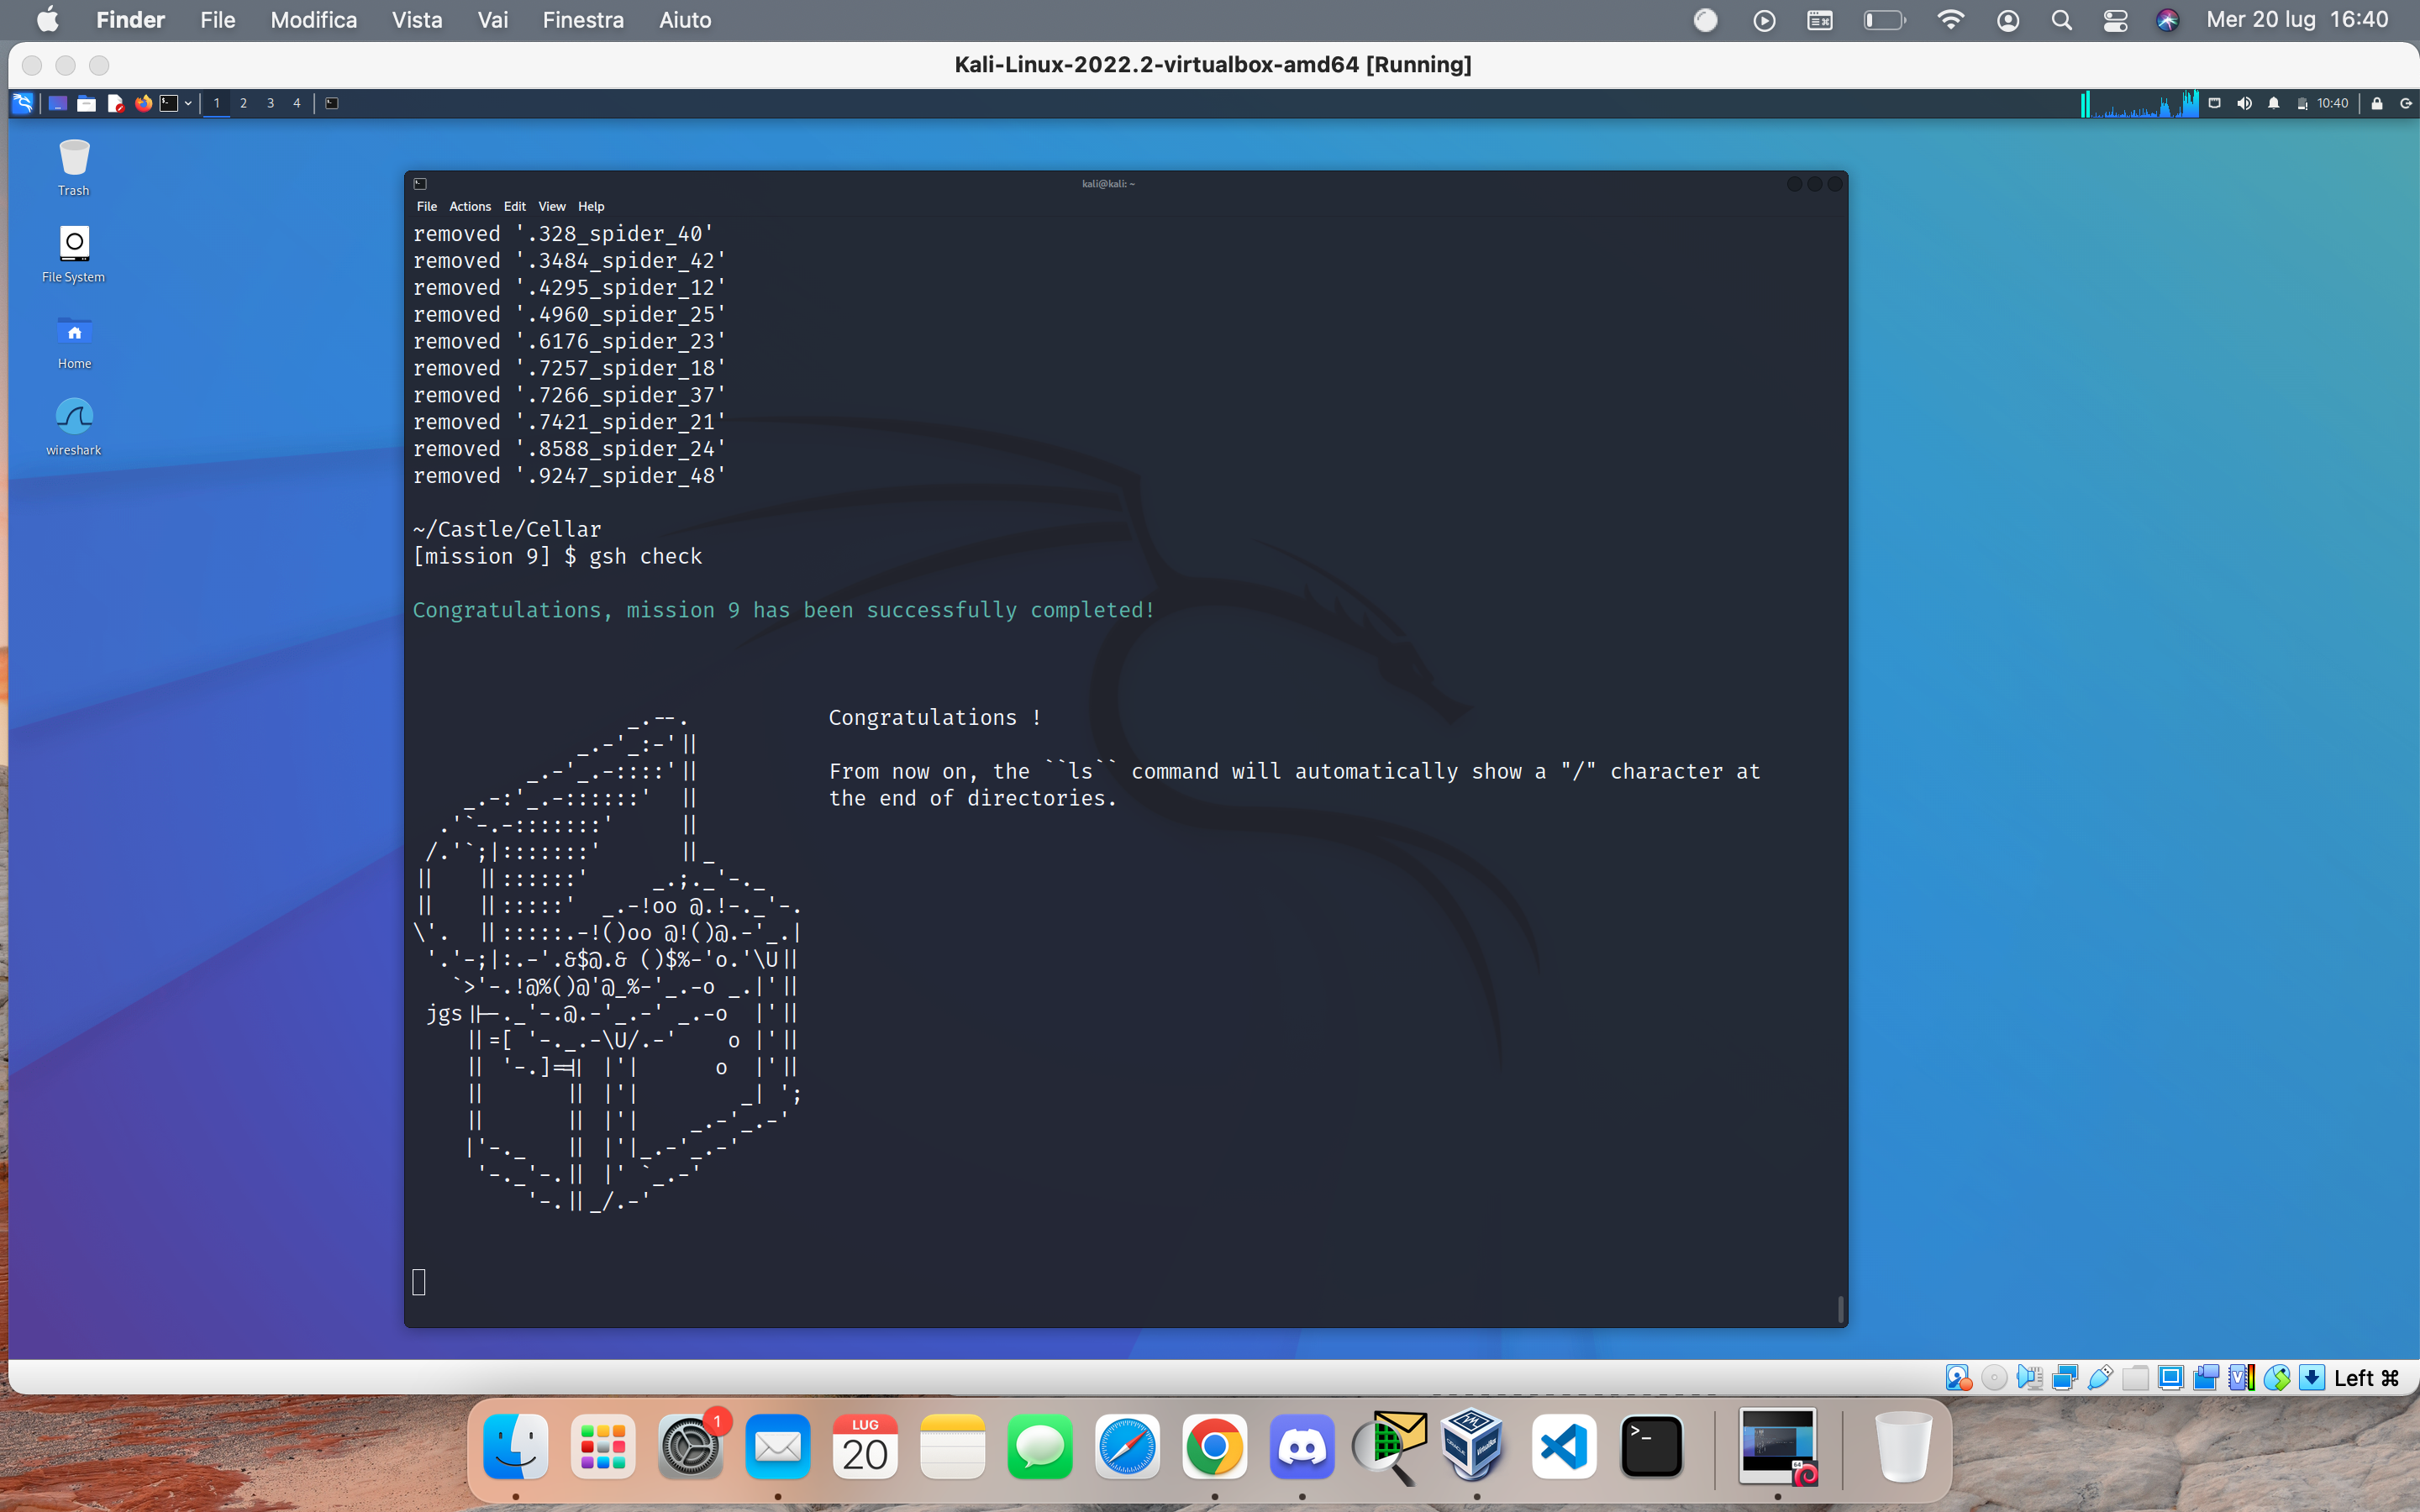 Finder File Modifica Vista Vai Finestra Aiuto Mer 20 lug 16:40
Kali-Linux-2022.2-virtualbox-amd64 [Running]
1 2 3 4 10:40
Trash
File System
Home
wireshark
kali@kali: ~
File Actions Edit View Help
removed '.328_spider_40'
removed '.3484_spider_42'
removed '.4295_spider_12'
removed '.4960_spider_25'
removed '.6176_spider_23'
removed '.7257_spider_18'
removed '.7266_spider_37'
removed '.7421_spider_21'
removed '.8588_spider_24'
removed '.9247_spider_48'
~/Castle/Cellar
[mission 9] $ gsh check
Congratulations, mission 9 has been successfully completed!
Congratulations !
From now on, the ``ls`` command will automatically show a "/" character at
the end of directories.
jgs
Left ⌘
1
LUG
20